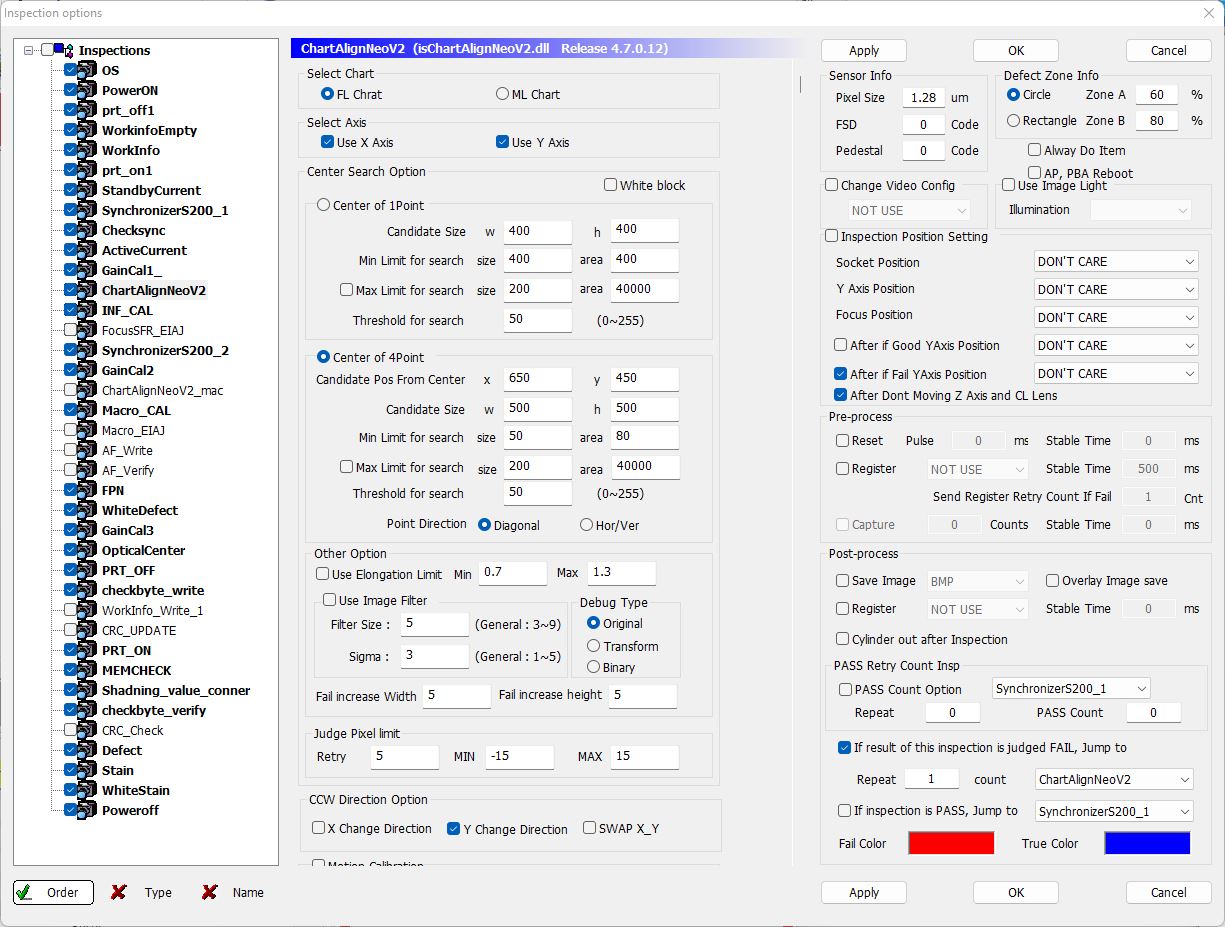 Inspection options
Inspections
OS
PowerON
prt_off1
WorkinfoEmpty
WorkInfo
prt_on1
StandbyCurrent
SynchronizerS200_1
Checksync
ActiveCurrent
GainCal1_
ChartAlignNeoV2
INF_CAL
FocusSFR_EIAJ
SynchronizerS200_2
GainCal2
ChartAlignNeoV2_mac
Macro_CAL
Macro_EIAJ
AF_Write
AF_Verify
FPN
WhiteDefect
GainCal3
OpticalCenter
PRT_OFF
checkbyte_write
WorkInfo_Write_1
CRC_UPDATE
PRT_ON
MEMCHECK
Shadning_value_conner
checkbyte_verify
CRC_Check
Defect
Stain
WhiteStain
Poweroff
Order Type Name
ChartAlignNeoV2 (isChartAlignNeoV2.dll Release 4.7.0.12)
Select Chart
FL Chrat ML Chart
Select Axis
Use X Axis Use Y Axis
Center Search Option
White block
Center of 1Point
Candidate Size w 400 h 400
Min Limit for search size 400 area 400
Max Limit for search size 200 area 40000
Threshold for search 50 (0~255)
Center of 4Point
Candidate Pos From Center x 650 y 450
Candidate Size w 500 h 500
Min Limit for search size 50 area 80
Max Limit for search size 200 area 40000
Threshold for search 50 (0~255)
Point Direction Diagonal Hor/Ver
Other Option
Use Elongation Limit Min 0.7 Max 1.3
Use Image Filter
Filter Size : 5 (General : 3~9)
Sigma : 3 (General : 1~5)
Debug Type
Original
Transform
Binary
Fail increase Width 5 Fail increase height 5
Judge Pixel limit
Retry 5 MIN -15 MAX 15
CCW Direction Option
X Change Direction Y Change Direction SWAP X_Y
Motion Calibration
Apply OK Cancel
Sensor Info
Pixel Size 1.28 um
FSD 0 Code
Pedestal 0 Code
Defect Zone Info
Circle Zone A 60 %
Rectangle Zone B 80 %
Alway Do Item
AP, PBA Reboot
Change Video Config
NOT USE
Use Image Light
Illumination
Inspection Position Setting
Socket Position DON'T CARE
Y Axis Position DON'T CARE
Focus Position DON'T CARE
After if Good YAxis Position DON'T CARE
After if Fail YAxis Position DON'T CARE
After Dont Moving Z Axis and CL Lens
Pre-process
Reset Pulse 0 ms Stable Time 0 ms
Register NOT USE Stable Time 500 ms
Send Register Retry Count If Fail 1 Cnt
Capture 0 Counts Stable Time 0 ms
Post-process
Save Image BMP Overlay Image save
Register NOT USE Stable Time 0 ms
Cylinder out after Inspection
PASS Retry Count Insp
PASS Count Option SynchronizerS200_1
Repeat 0 PASS Count 0
If result of this inspection is judged FAIL, Jump to
Repeat 1 count ChartAlignNeoV2
If inspection is PASS, Jump to SynchronizerS200_1
Fail Color True Color
Apply OK Cancel